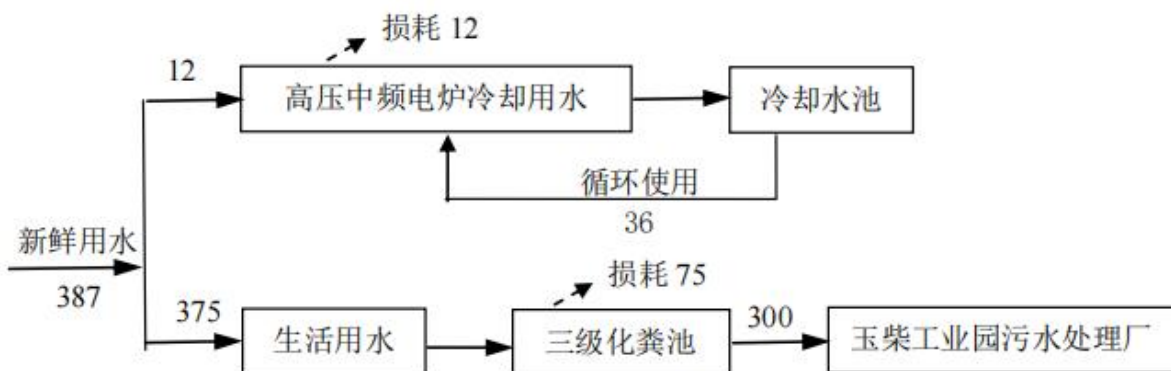 损耗 12
12
高压中频电炉冷却用水
冷却水池
循环使用
36
新鲜用水
387
损耗 75
375
生活用水
三级化粪池
300
玉柴工业园污水处理厂